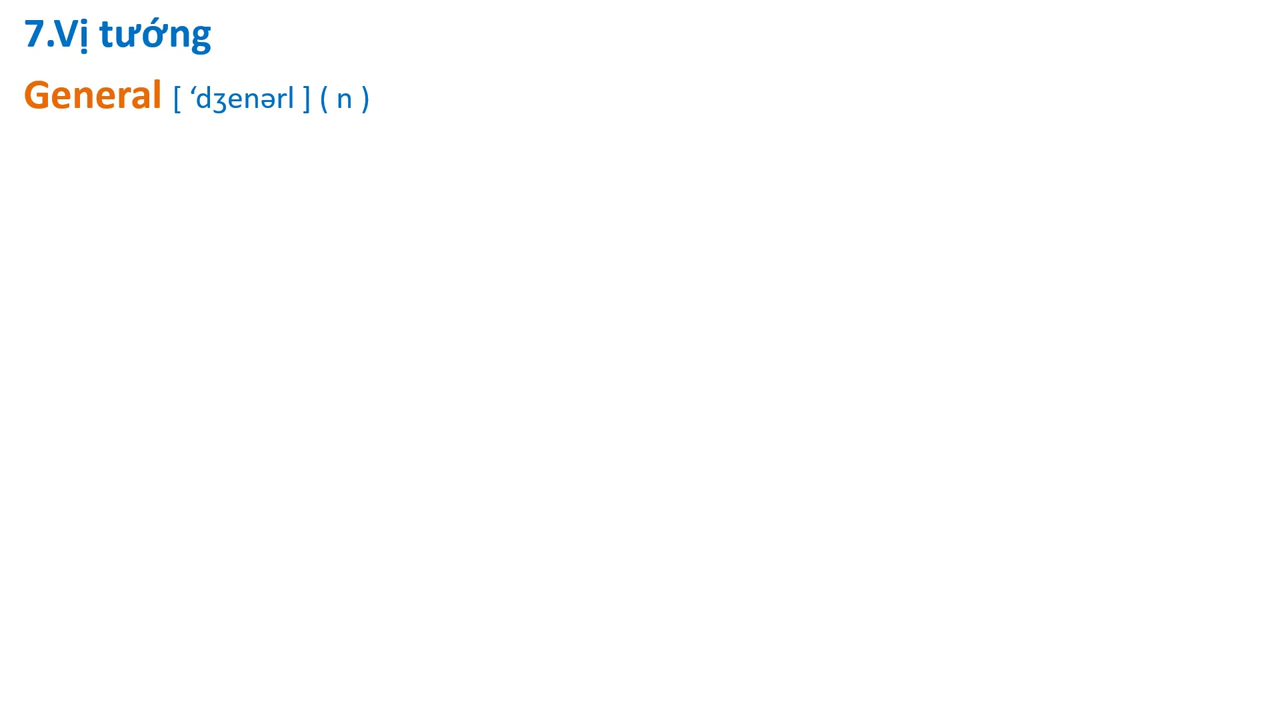 7.Vị tướng
General [ ‘dʒenərl ] ( n )